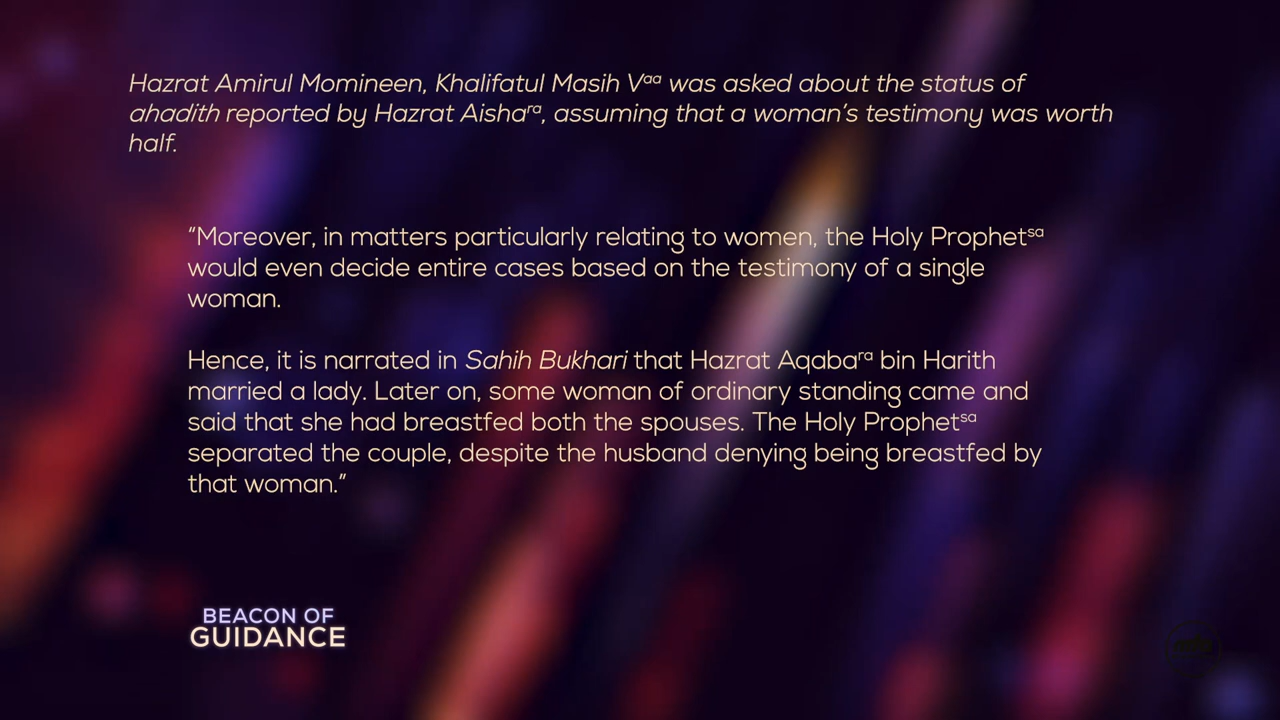 Hazrat Amirul Momineen, Khalifatul Masih Vaa was asked about the status of
ahadith reported by Hazrat Aishara, assuming that a woman's testimony was worth
half.
“Moreover, in matters particularly relating to women, the Holy Prophetsa
would even decide entire cases based on the testimony of a single
woman.
Hence, it is narrated in Sahih Bukhari that Hazrat Aqabara bin Harith
married a lady. Later on, some woman of ordinary standing came and
said that she had breastfed both the spouses. The Holy Prophetsa
separated the couple, despite the husband denying being breastfed by
that woman.”
BEACON OF
GUIDANCE